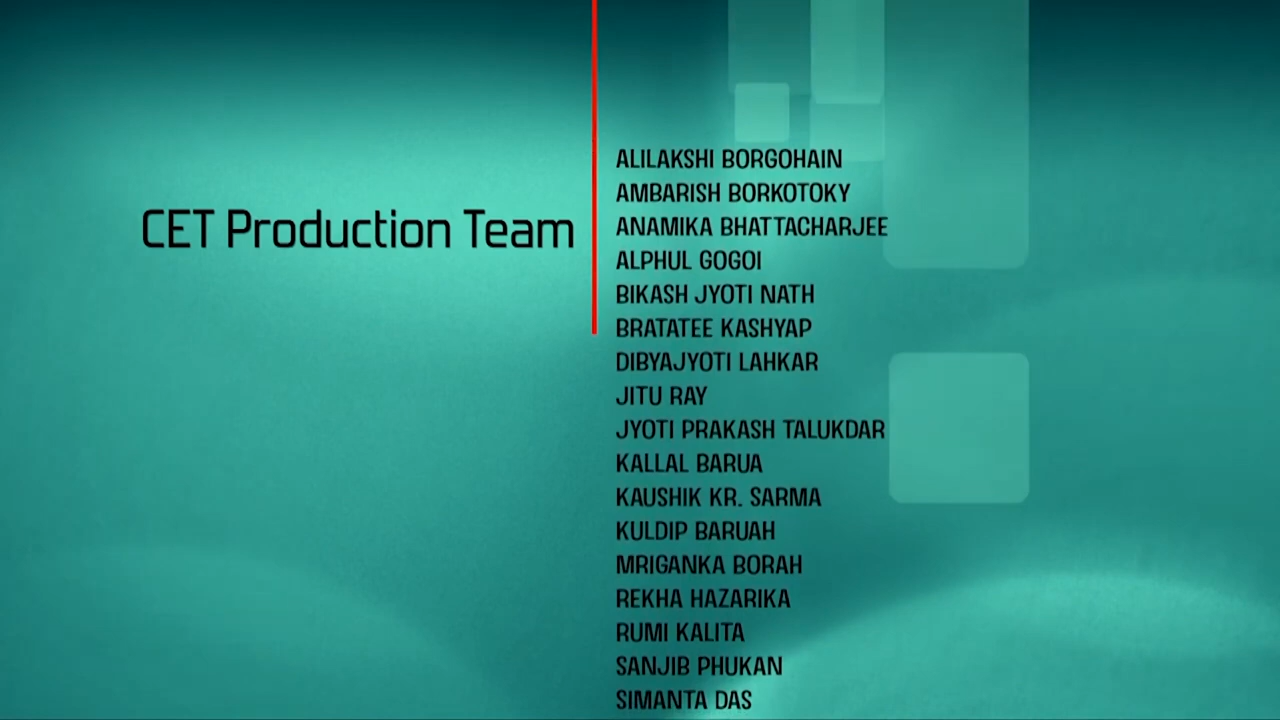 CET Production Team
ALILAKSHI BORGOHAIN
AMBARISH BORKOTOKY
ANAMIKA BHATTACHARJEE
ALPHUL GOGOI
BIKASH JYOTI NATH
BRATATEE KASHYAP
DIBYAJYOTI LAHKAR
JITU RAY
JYOTI PRAKASH TALUKDAR
KALLAL BARUA
KAUSHIK KR. SARMA
KULDIP BARUAH
MRIGANKA BORAH
REKHA HAZARIKA
RUMI KALITA
SANJIB PHUKAN
SIMANTA DAS